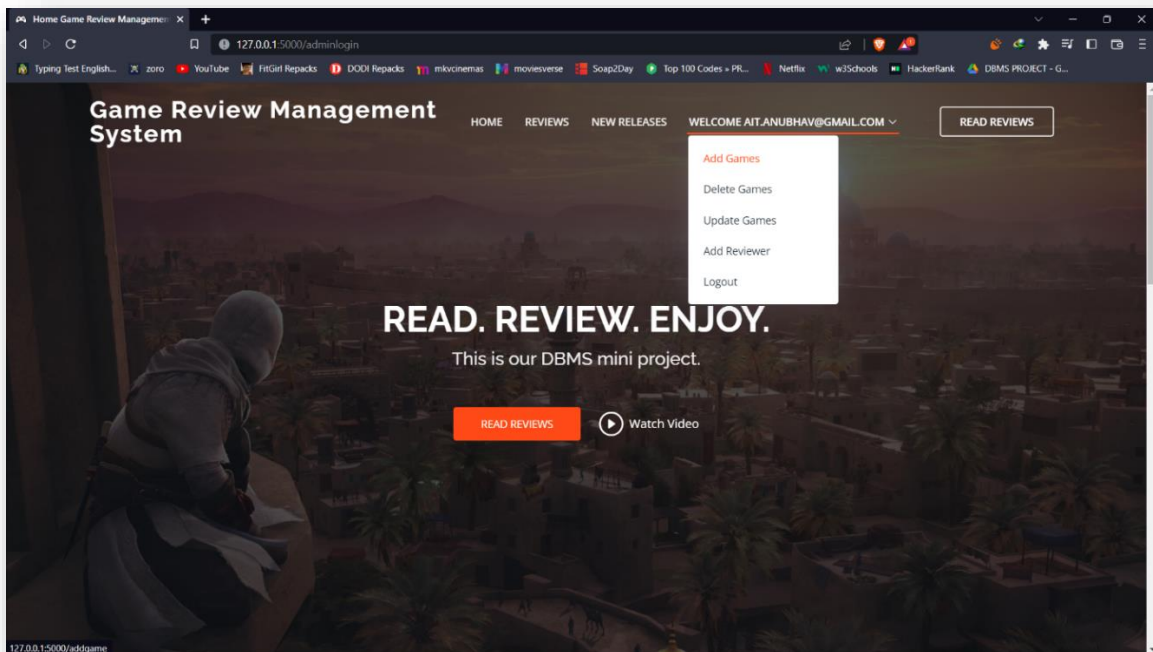 Home Game Review Managemen
127.0.0.1:5000/adminlogin
Typing Test English... zoro YouTube FitGirl Repacks DODI Repacks mkvcinemas moviesverse Soap2Day Top 100 Codes » PR... Netflix w3Schools HackerRank DBMS PROJECT - G...
Game Review Management
System
HOME REVIEWS NEW RELEASES WELCOME AIT.ANUBHAV@GMAIL.COM READ REVIEWS
Add Games
Delete Games
Update Games
Add Reviewer
Logout
READ. REVIEW. ENJOY.
This is our DBMS mini project.
READ REVIEWS Watch Video
127.0.0.1:5000/addgame